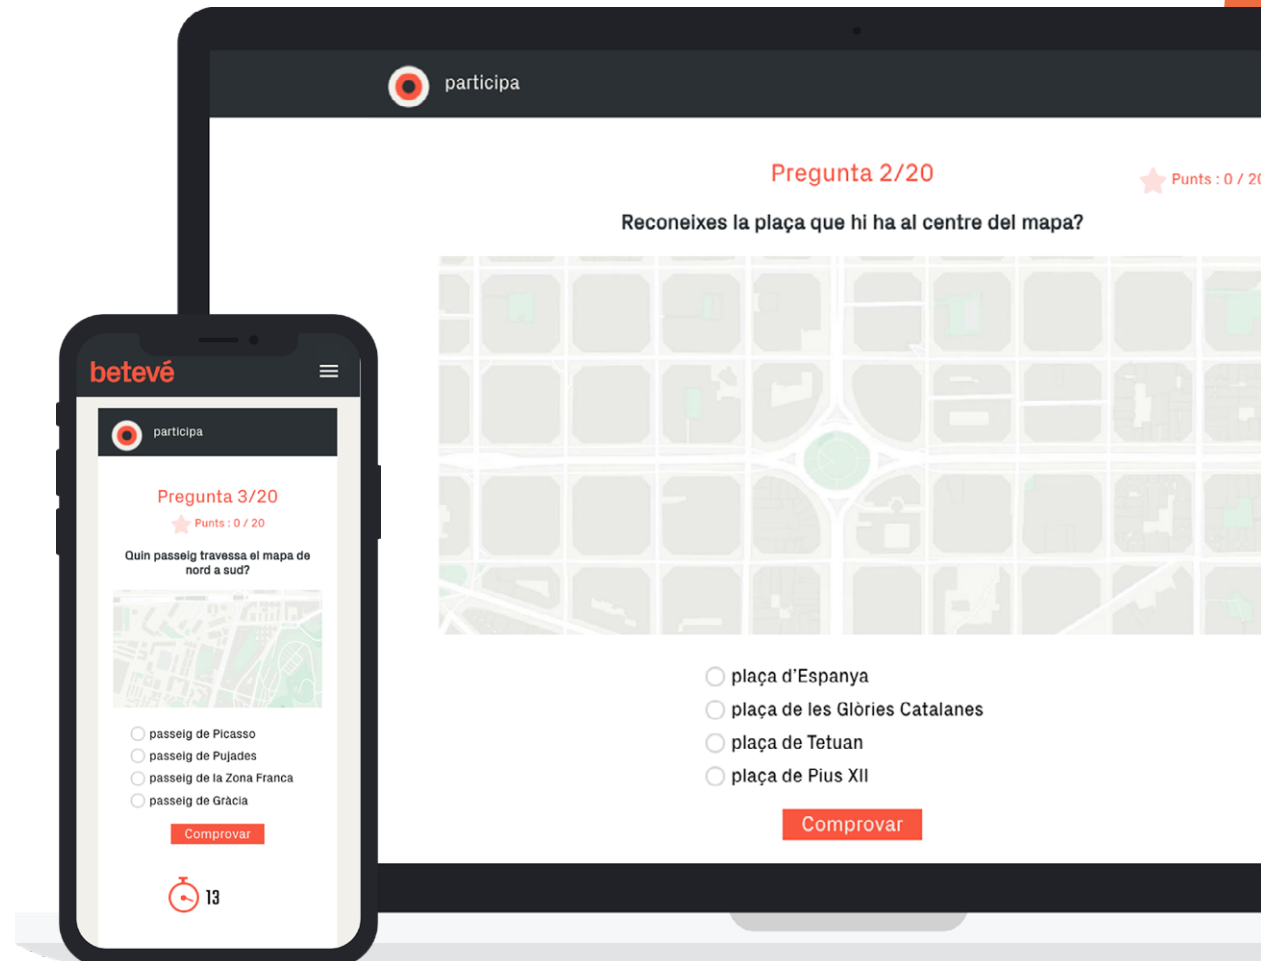 participa
Pregunta 2/20
Punts : 0 / 20
Reconeixes la plaça que hi ha al centre del mapa?
plaça d'Espanya
plaça de les Glòries Catalanes
plaça de Tetuan
plaça de Pius XII
Comprovar
betevé
participa
Pregunta 3/20
Punts : 0 / 20
Quin passeig travessa el mapa de
nord a sud?
passeig de Picasso
passeig de Pujades
passeig de la Zona Franca
passeig de Gràcia
Comprovar
13